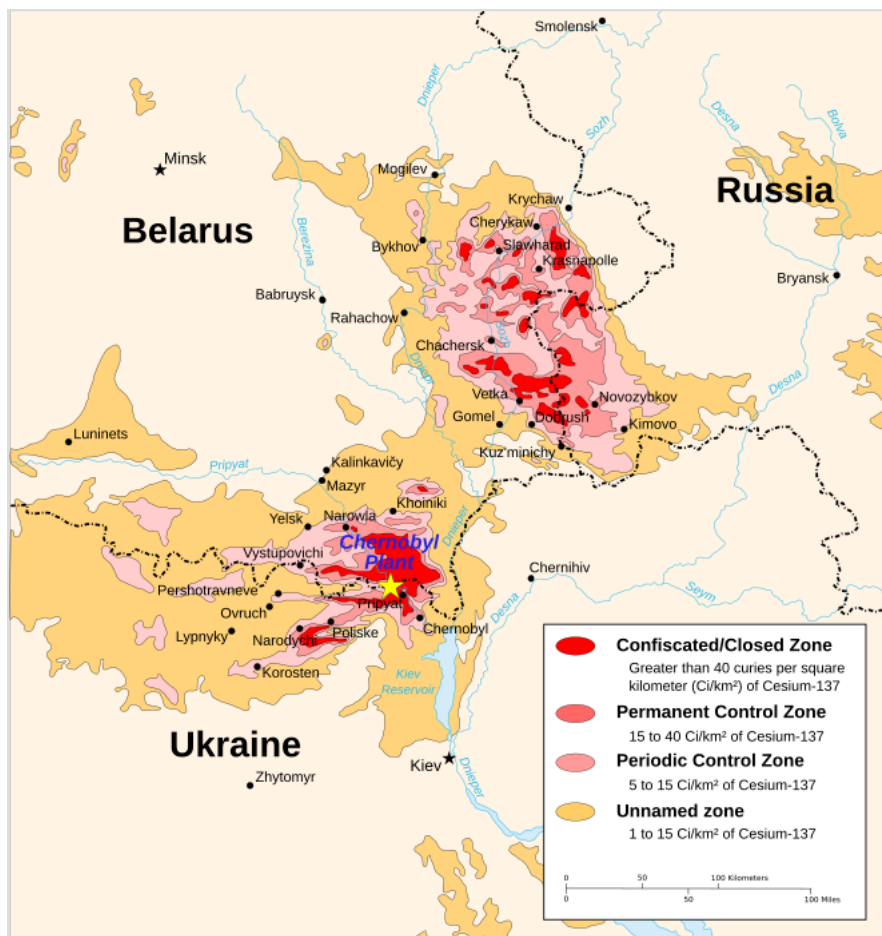 Smolensk
Dnieper
Sozh
Desna
Bolva
Minsk
Mogilev
Russia
Krychaw
Belarus
Cherykaw
Berezina
Bykhov
Slawharad
Krasnapolle
Bryansk
Babruysk
Rahachow
Sozh
Chachersk
Dniepr
Desna
Vetka
Novozybkov
Gomel
Dobrush
Kimovo
Luninets
Kuz'minichy
Pripyat
Kalinkavičy
Mazyr
Khoiniki
Yelsk
Narowla
Dnieper
Chernobyl
Plant
Vystupovichi
Chernihiv
Pershotravneve
Pripyat
Desna
Seym
Ovruch
Lypnyky
Narodychi
Poliske
Chernobyl
Korosten
Kiev
Reservoir
Ukraine
Kiev
Zhytomyr
Dnieper
Confiscated/Closed Zone
Greater than 40 curies per square
kilometer (Ci/km²) of Cesium-137
Permanent Control Zone
15 to 40 Ci/km² of Cesium-137
Periodic Control Zone
5 to 15 Ci/km² of Cesium-137
Unnamed zone
1 to 15 Ci/km² of Cesium-137
0 50 100 Kilometers
0 50 100 Miles